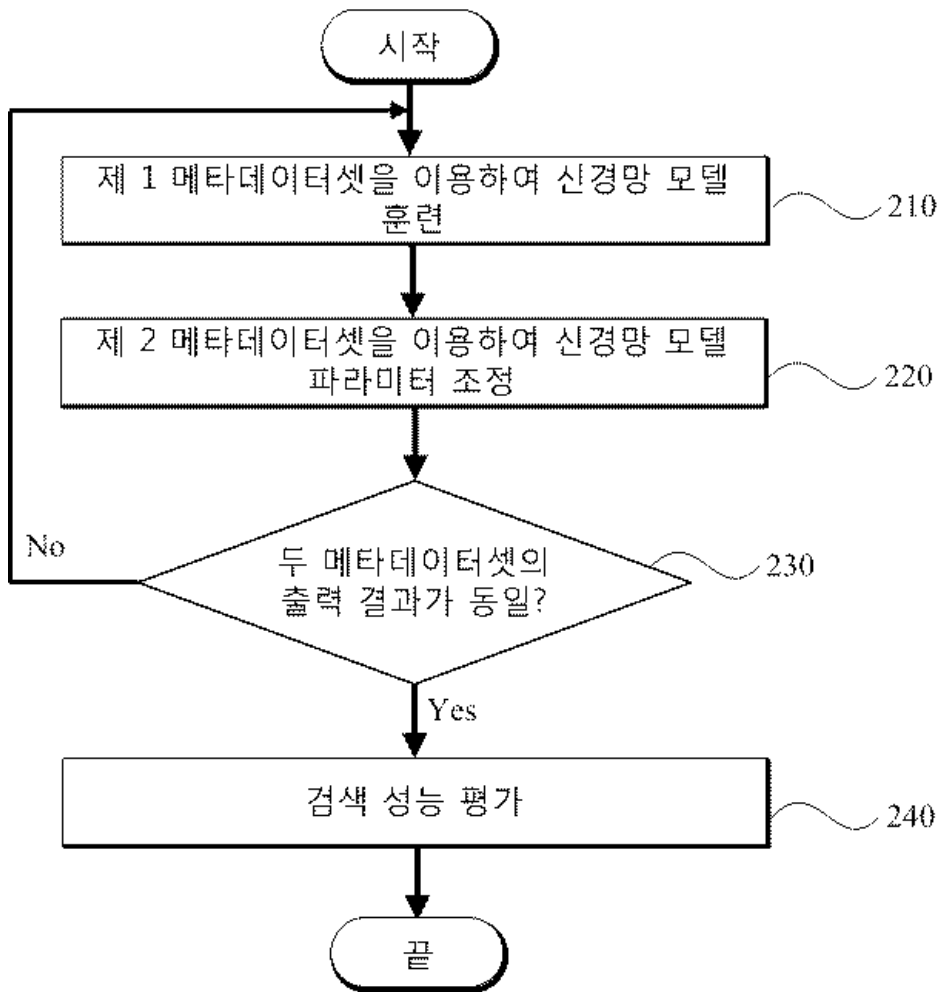 시작
제 1 메타데이터셋을 이용하여 신경망 모델
훈련
210
제 2 메타데이터셋을 이용하여 신경망 모델
파라미터 조정
220
No
두 메타데이터셋의
출력 결과가 동일?
230
Yes
검색 성능 평가
240
끝